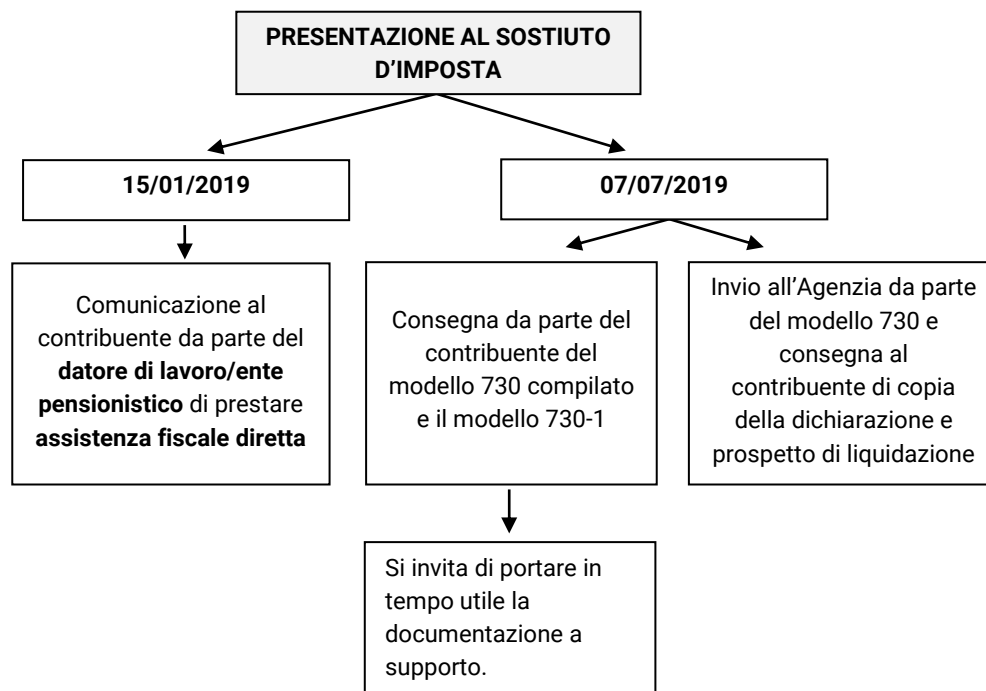 PRESENTAZIONE AL SOSTIUTO
D'IMPOSTA
15/01/2019
07/07/2019
Comunicazione al
contribuente da parte del
datore di lavoro/ente
pensionistico di prestare
assistenza fiscale diretta
Consegna da parte del
contribuente del
modello 730 compilato
e il modello 730-1
Invio all’Agenzia da parte
del modello 730 e
consegna al
contribuente di copia
della dichiarazione e
prospetto di liquidazione
Si invita di portare in
tempo utile la
documentazione a
supporto.